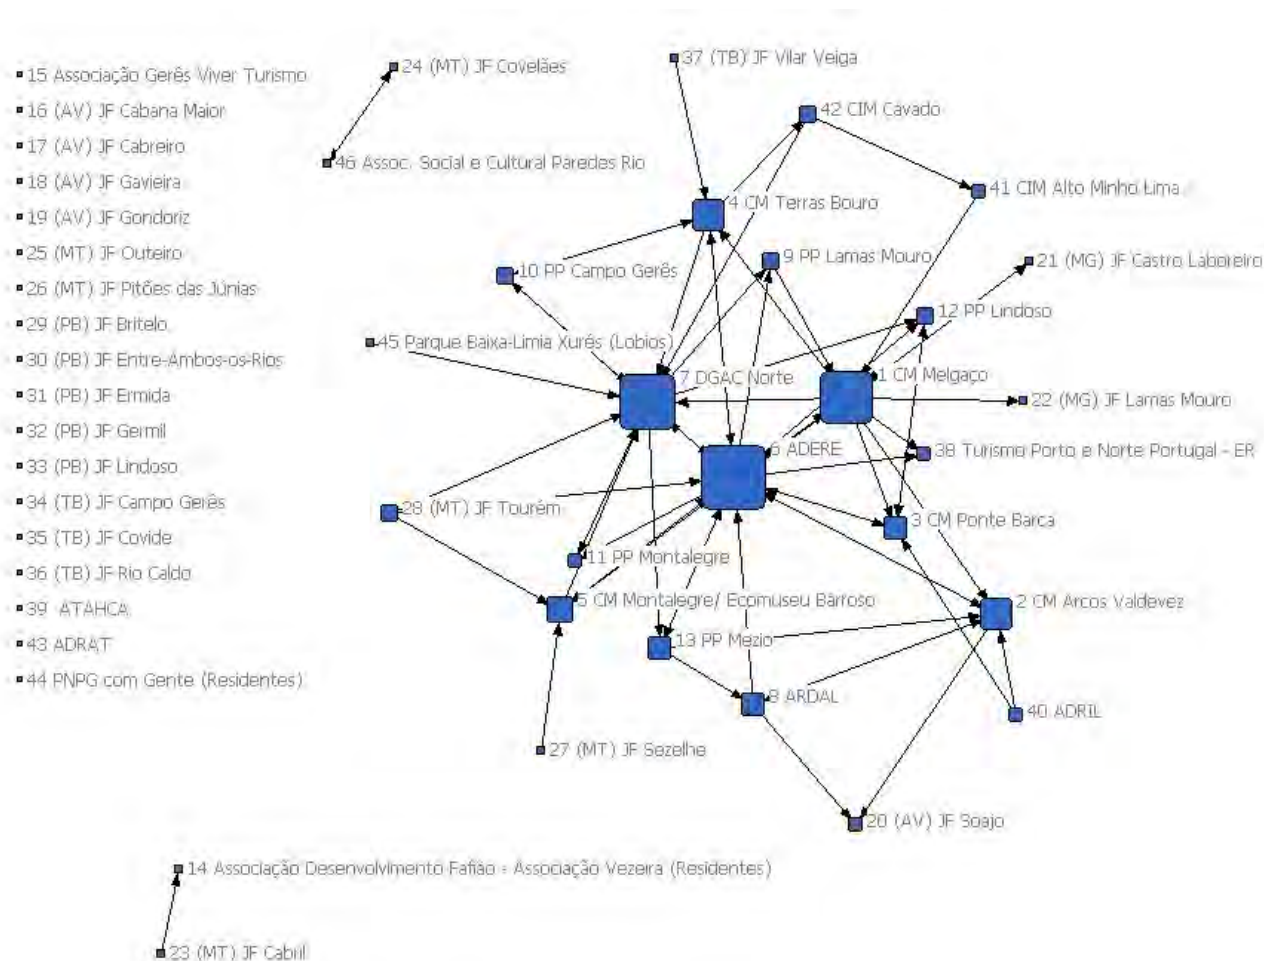 15 Associação Gerês Viver Turismo
16 (AV) JF Cabana Maior
17 (AV) JF Cabreiro
18 (AV) JF Gavieira
19 (AV) JF Gondoriz
25 (MT) JF Outeiro
26 (MT) JF Pitões das Júnias
29 (PB) JF Britelo
30 (PB) JF Entre-Ambos-os-Rios
31 (PB) JF Ermida
32 (PB) JF Germil
33 (PB) JF Lindoso
34 (TB) JF Campo Gerês
35 (TB) JF Covide
36 (TB) JF Rio Caldo
39 ATAHCA
43 ADRAT
44 PNPG com Gente (Residentes)
24 (MT) JF Covelães
46 Assoc. Social e Cultural Paredes Rio
37 (TB) JF Vilar Veiga
42 CIM Cavado
41 CIM Alto Minho Lima
4 CM Terras Bouro
9 PP Lamas Mouro
21 (MG) JF Castro Laboreiro
10 PP Campo Gerês
12 PP Lindoso
45 Parque Baixa-Limia Xurés (Lobios)
7 DGAC Norte
1 CM Melgaço
22 (MG) JF Lamas Mouro
6 ADERE
38 Turismo Porto e Norte Portugal - ER
28 (MT) JF Tourém
3 CM Ponte Barca
11 PP Montalegre
5 CM Montalegre/ Ecomuseu Barroso
2 CM Arcos Valdevez
13 PP Mezio
8 ARDAL
40 ADRIL
27 (MT) JF Sezelhe
20 (AV) JF Soajo
14 Associação Desenvolvimento Fafião - Associação Vezeira (Residentes)
23 (MT) JF Cabril